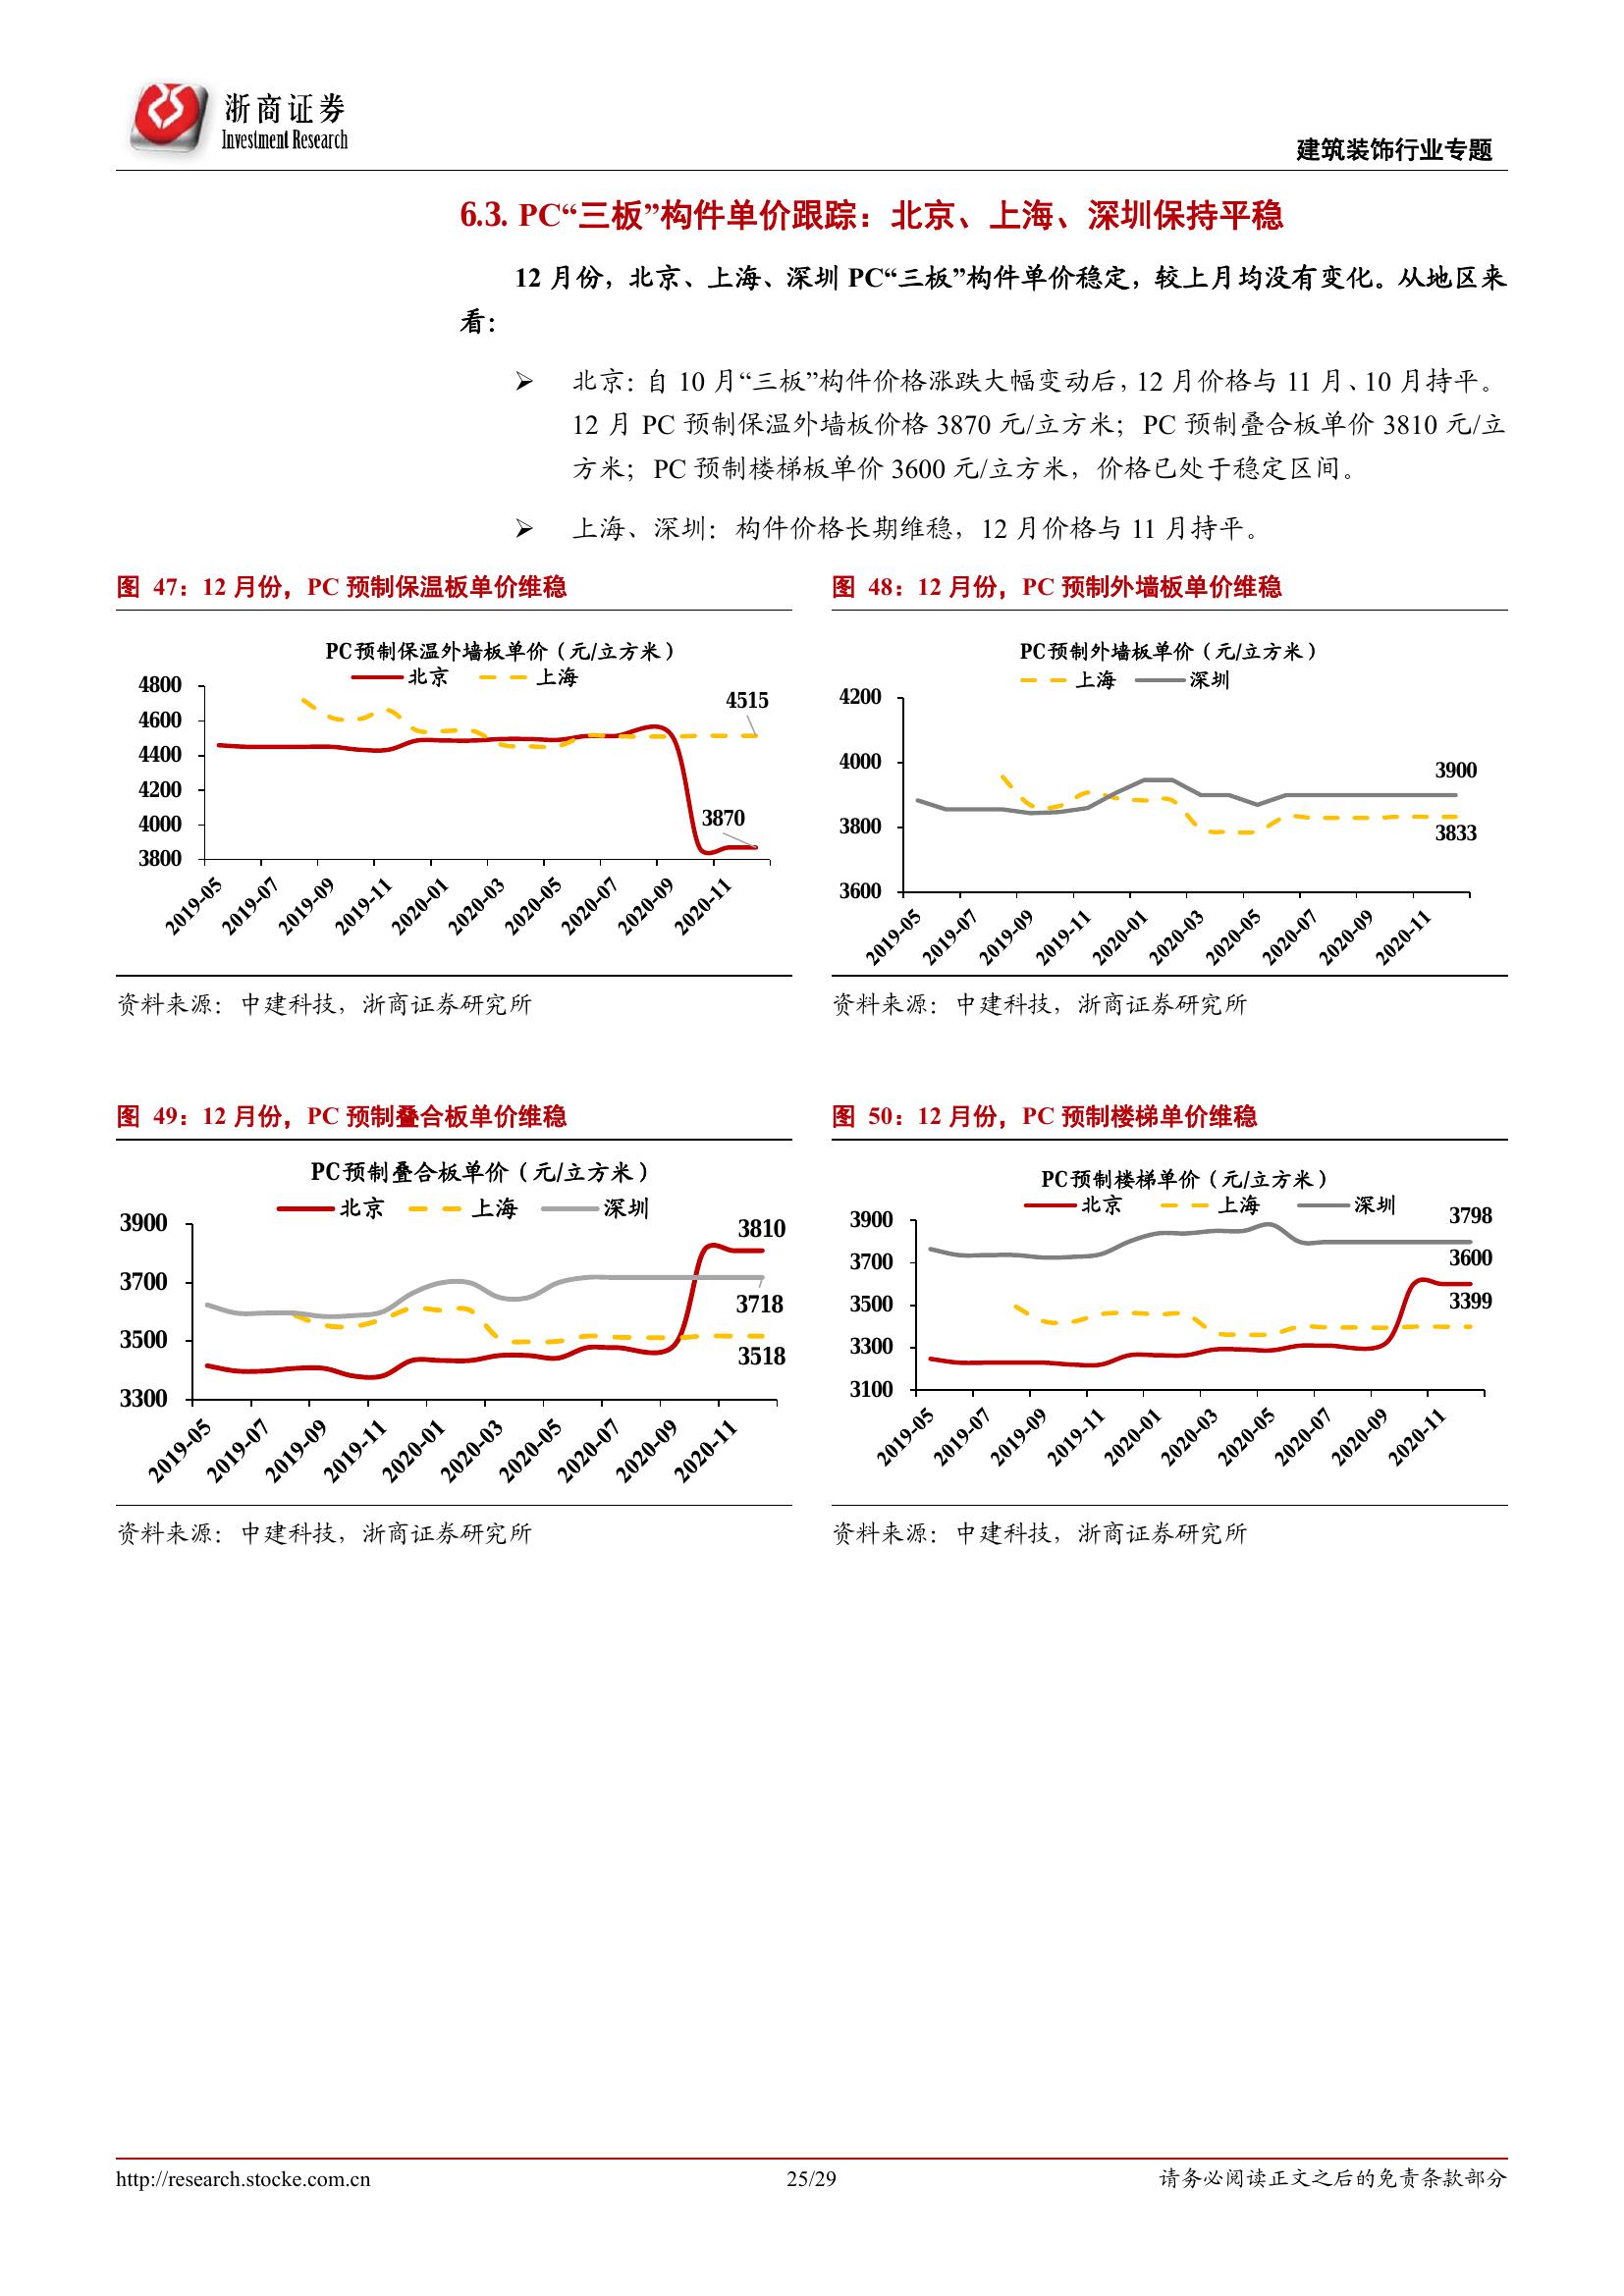 浙商证券
Investment Research
建筑装饰行业专题
6.3. PC“三板”构件单价跟踪：北京、上海、深圳保持平稳
12 月份，北京、上海、深圳 PC“三板”构件单价稳定，较上月均没有变化。从地区来
看：
➢ 北京：自 10 月“三板”构件价格涨跌大幅变动后，12 月价格与 11 月、10 月持平。
12 月 PC 预制保温外墙板价格 3870 元/立方米；PC 预制叠合板单价 3810 元/立
方米；PC 预制楼梯板单价 3600 元/立方米，价格已处于稳定区间。
➢ 上海、深圳：构件价格长期维稳，12 月价格与 11 月持平。
图 47：12 月份，PC 预制保温板单价维稳
PC预制保温外墙板单价（元/立方米）
北京 上海
4800
4600
4400
4200
4000
3800
4515
3870
2019-05 2019-07 2019-09 2019-11 2020-01 2020-03 2020-05 2020-07 2020-09 2020-11
资料来源：中建科技，浙商证券研究所
图 48：12 月份，PC 预制外墙板单价维稳
PC预制外墙板单价（元/立方米）
上海 深圳
4200
4000
3800
3600
3900
3833
2019-05 2019-07 2019-09 2019-11 2020-01 2020-03 2020-05 2020-07 2020-09 2020-11
资料来源：中建科技，浙商证券研究所
图 49：12 月份，PC 预制叠合板单价维稳
PC预制叠合板单价（元/立方米）
北京 上海 深圳
3900
3700
3500
3300
3810
3718
3518
2019-05 2019-07 2019-09 2019-11 2020-01 2020-03 2020-05 2020-07 2020-09 2020-11
资料来源：中建科技，浙商证券研究所
图 50：12 月份，PC 预制楼梯单价维稳
PC预制楼梯单价（元/立方米）
北京 上海 深圳
3900
3700
3500
3300
3100
3798
3600
3399
2019-05 2019-07 2019-09 2019-11 2020-01 2020-03 2020-05 2020-07 2020-09 2020-11
资料来源：中建科技，浙商证券研究所
http://research.stocke.com.cn 25/29 请务必阅读正文之后的免责条款部分